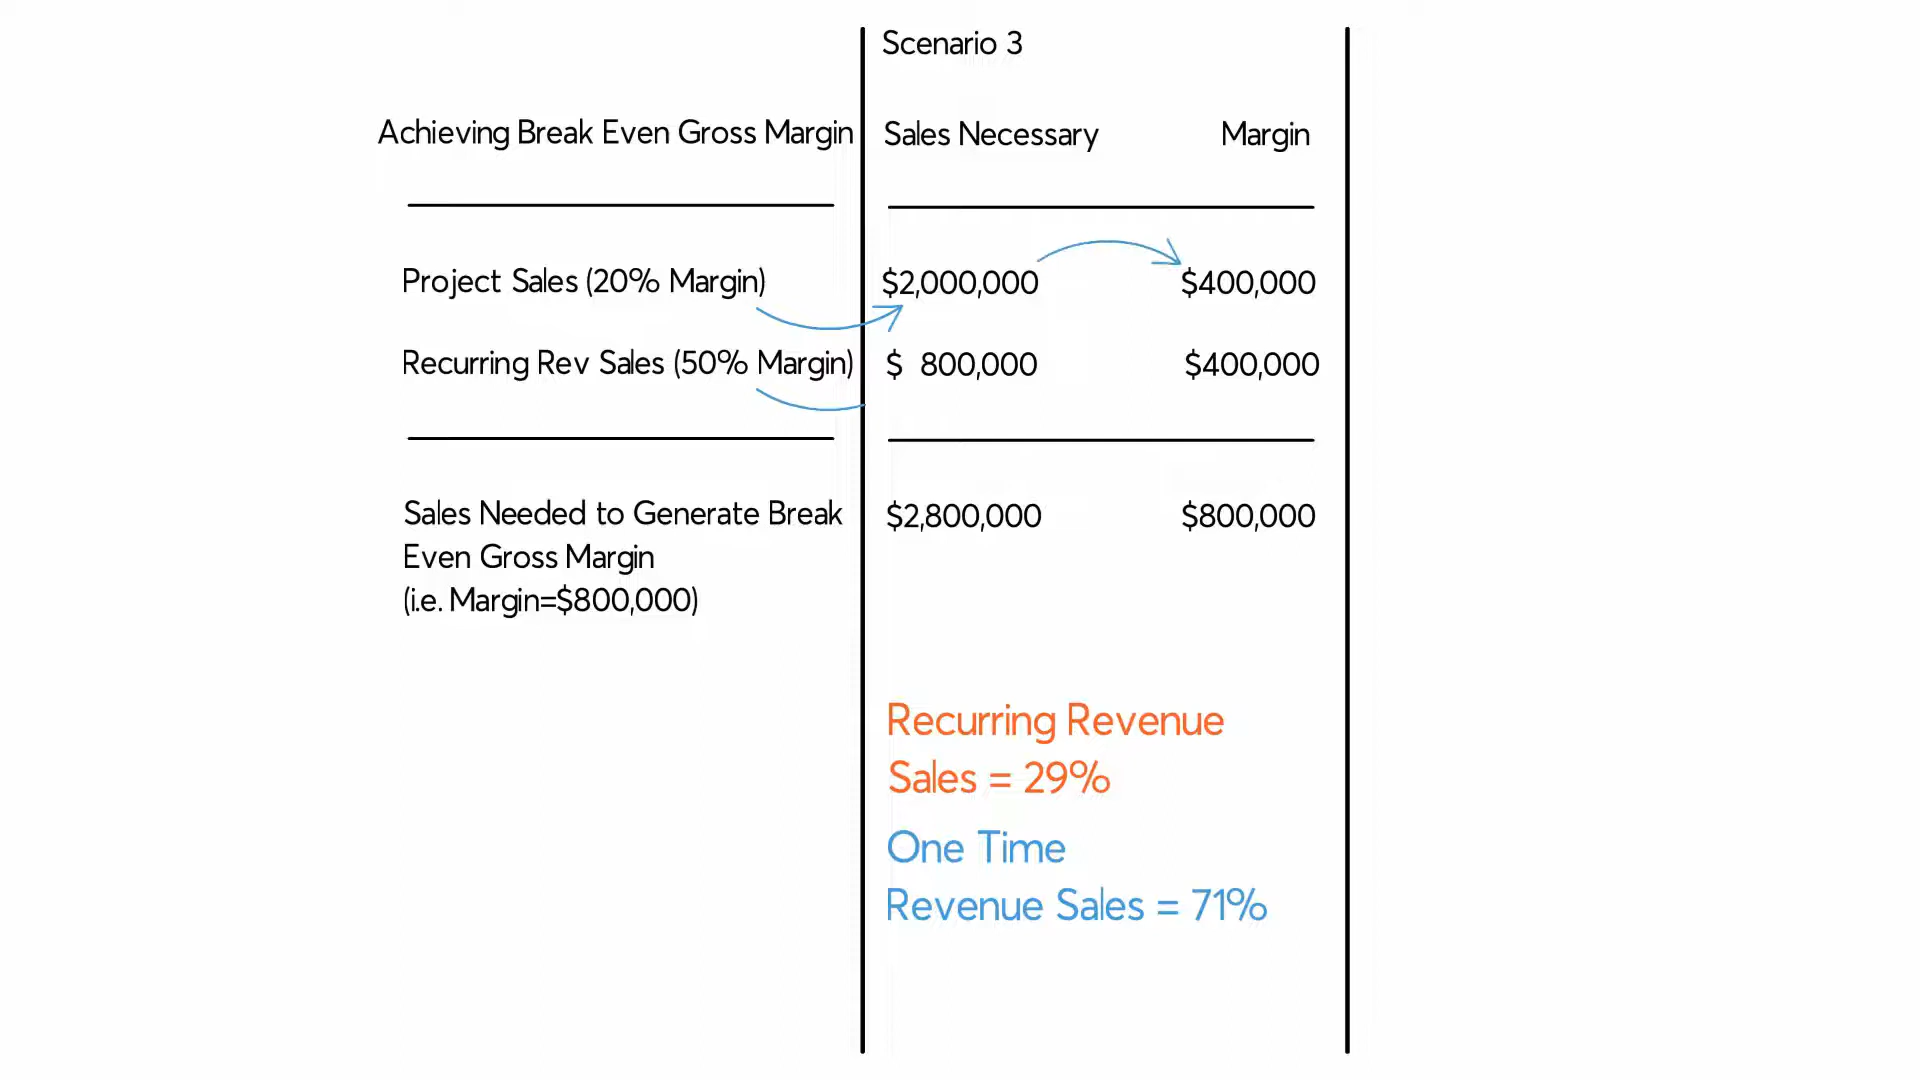 Scenario 3
Achieving Break Even Gross Margin Sales Necessary Margin
Project Sales (20% Margin) $2,000,000 $400,000
Recurring Rev Sales (50% Margin) $ 800,000 $400,000
Sales Needed to Generate Break $2,800,000 $800,000
Even Gross Margin
(i.e. Margin=$800,000)
Recurring Revenue
Sales = 29%
One Time
Revenue Sales = 71%